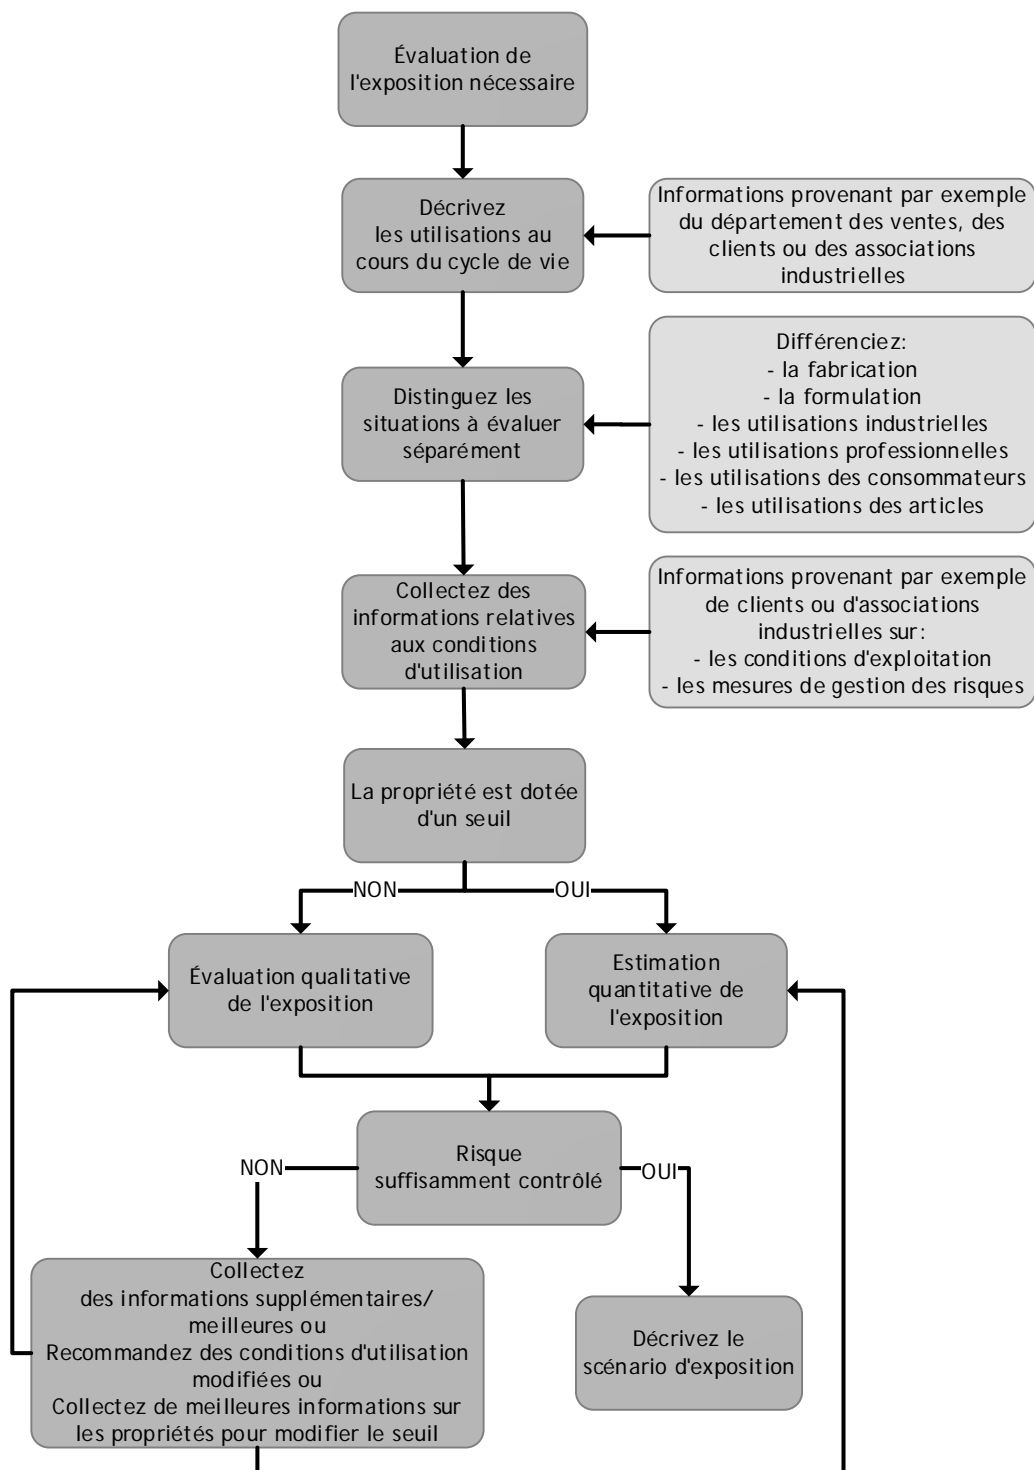 Évaluation de
l'exposition nécessaire
Décrivez
les utilisations au
cours du cycle de vie
Informations provenant par exemple
du département des ventes, des
clients ou des associations
industrielles
Distinguez les
situations à évaluer
séparément
Différenciez:
- la fabrication
- la formulation
- les utilisations industrielles
- les utilisations professionnelles
- les utilisations des consommateurs
- les utilisations des articles
Collectez des
informations relatives
aux conditions
d'utilisation
Informations provenant par exemple
de clients ou d'associations
industrielles sur:
- les conditions d'exploitation
- les mesures de gestion des risques
La propriété est dotée
d'un seuil
NON
OUI
Évaluation qualitative
de l'exposition
Estimation
quantitative de
l'exposition
Risque
suffisamment contrôlé
NON
OUI
Collectez
des informations supplémentaires/
meilleures ou
Recommandez des conditions d'utilisation
modifiées ou
Collectez de meilleures informations sur
les propriétés pour modifier le seuil
Décrivez le
scénario d'exposition